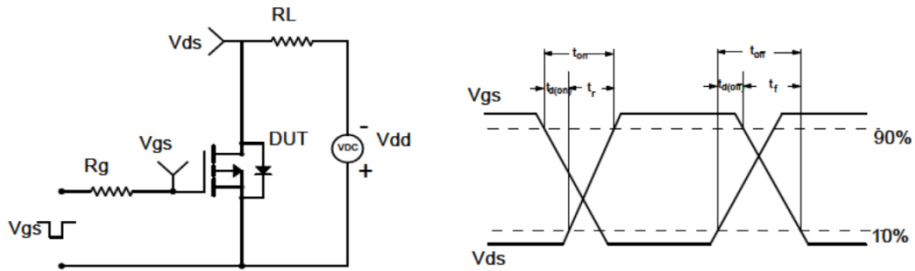 RL
Vds
Vgs
DUT
Rg
VDC
-
+
Vdd
Vgs
ton
toff
td(on)
tr
td(off)
tf
Vgs
90%
10%
Vds